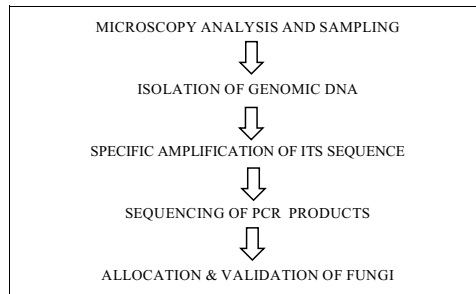 MICROSCOPY ANALYSIS AND SAMPLING
ISOLATION OF GENOMIC DNA
SPECIFIC AMPLIFICATION OF ITS SEQUENCE
SEQUENCING OF PCR PRODUCTS
ALLOCATION & VALIDATION OF FUNGI